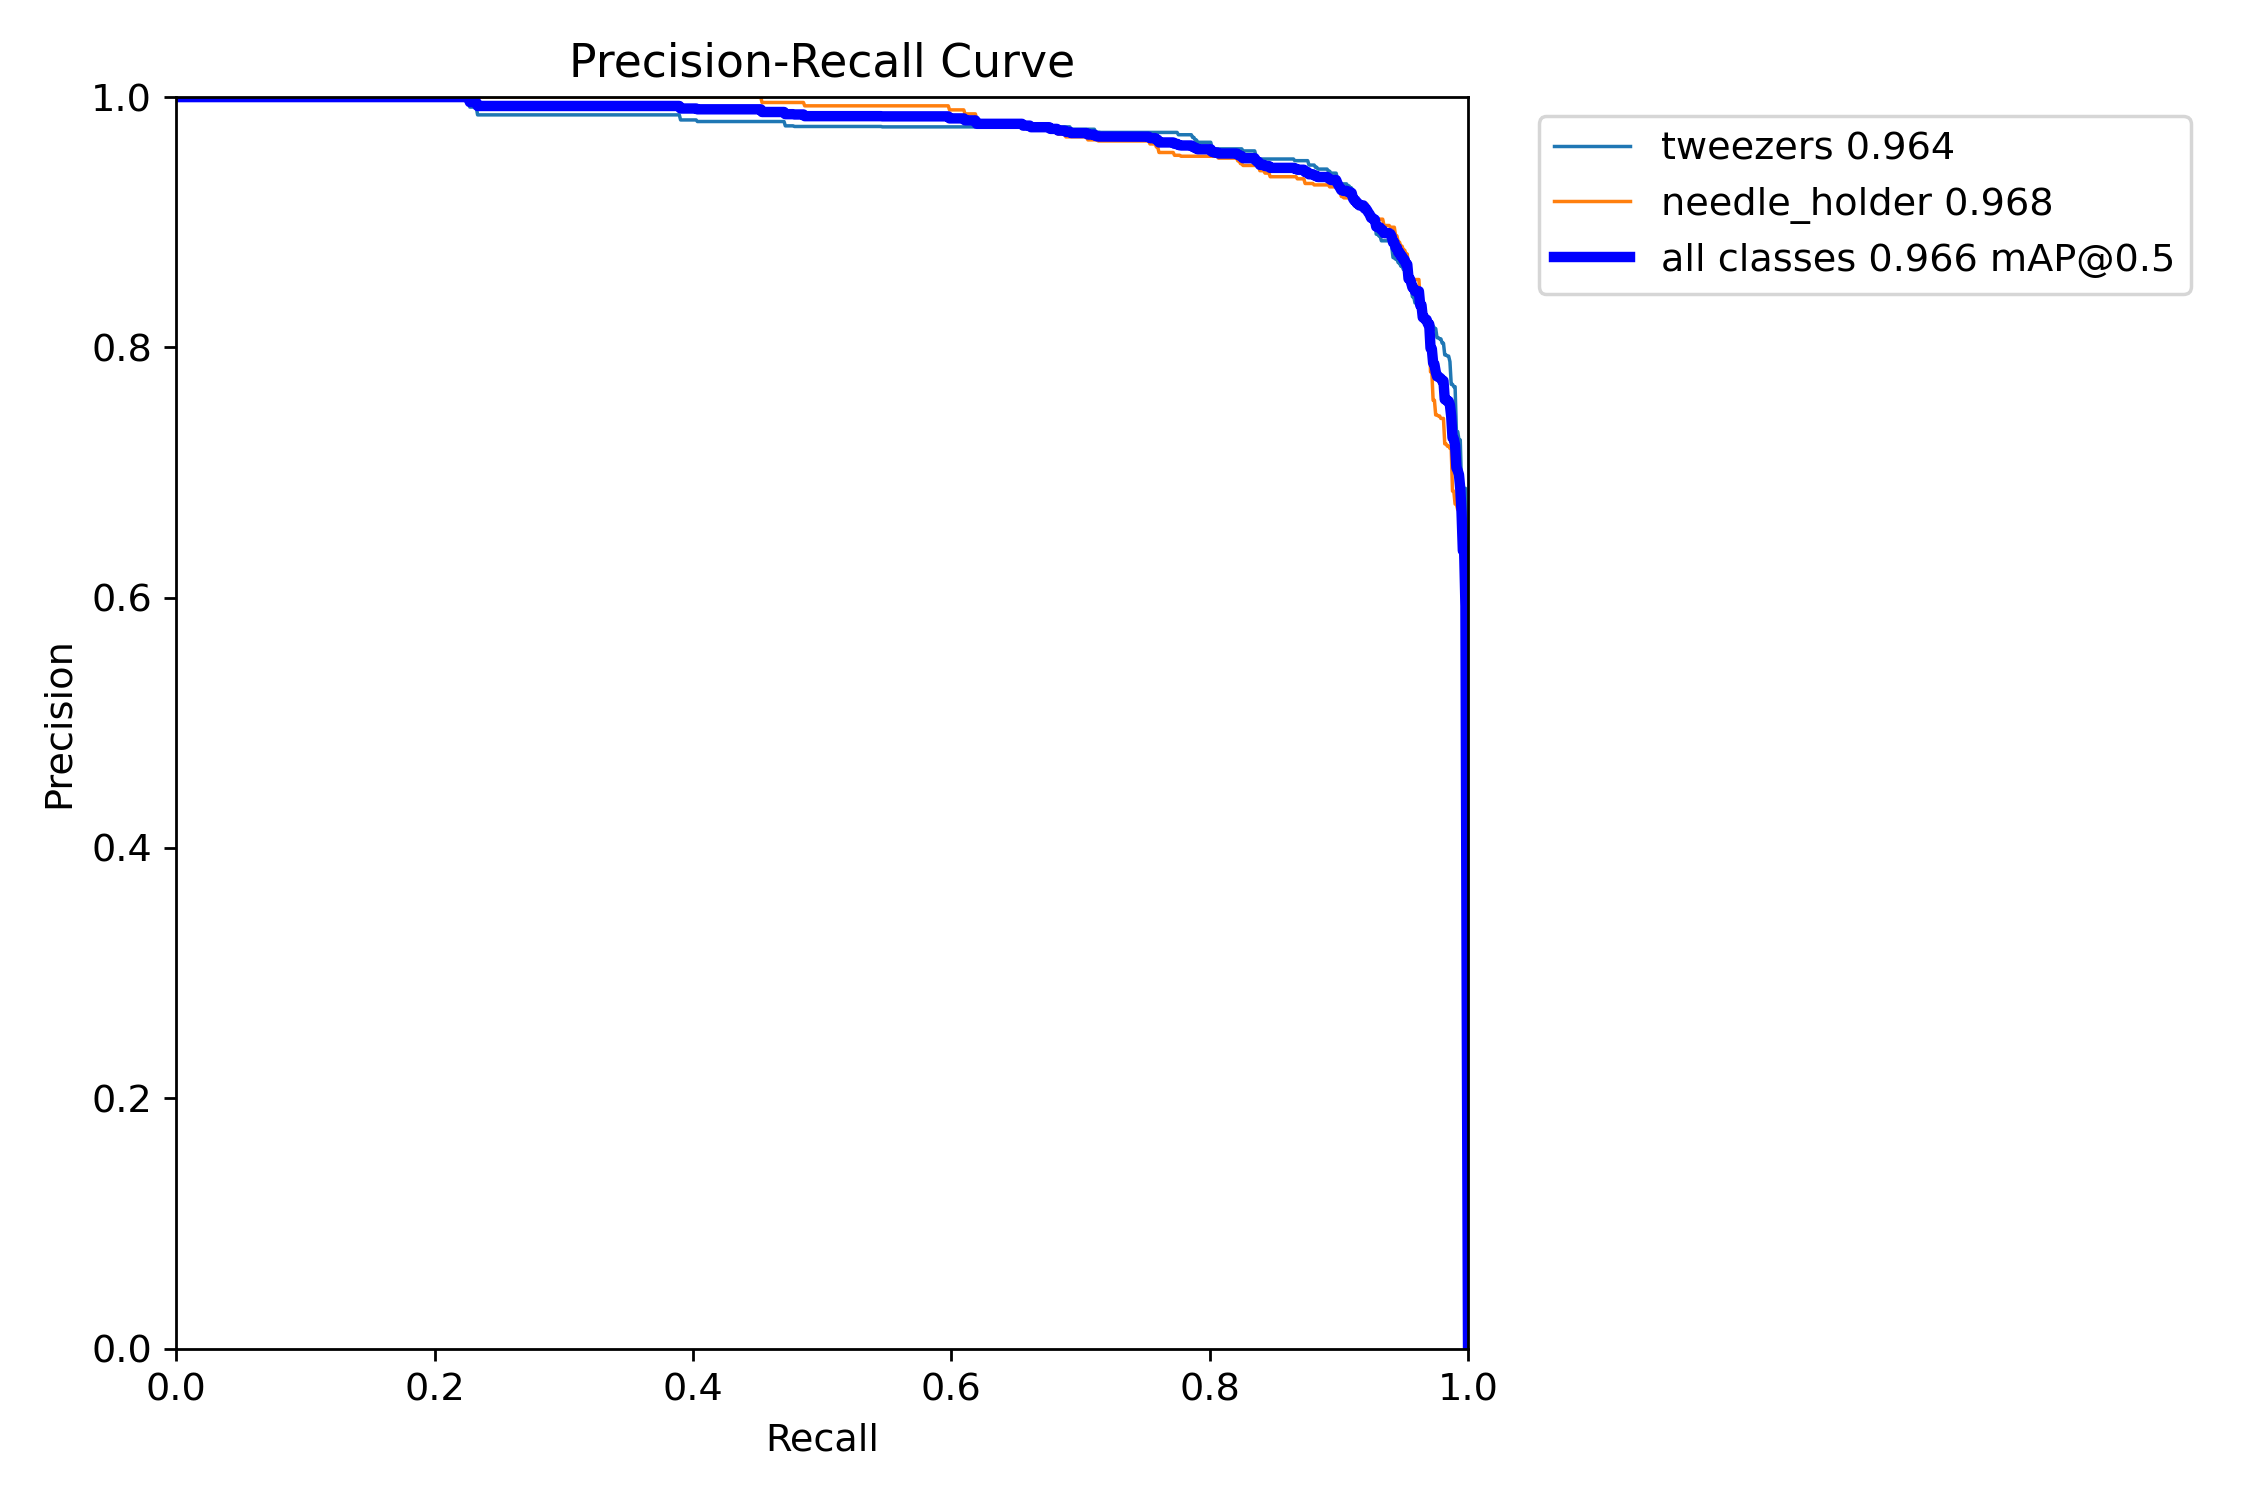 Precision-Recall Curve
1.0
0.8
0.6
0.4
0.2
0.0
Precision
0.0 0.2 0.4 0.6 0.8 1.0
Recall
tweezers 0.964
needle_holder 0.968
all classes 0.966 mAP@0.5